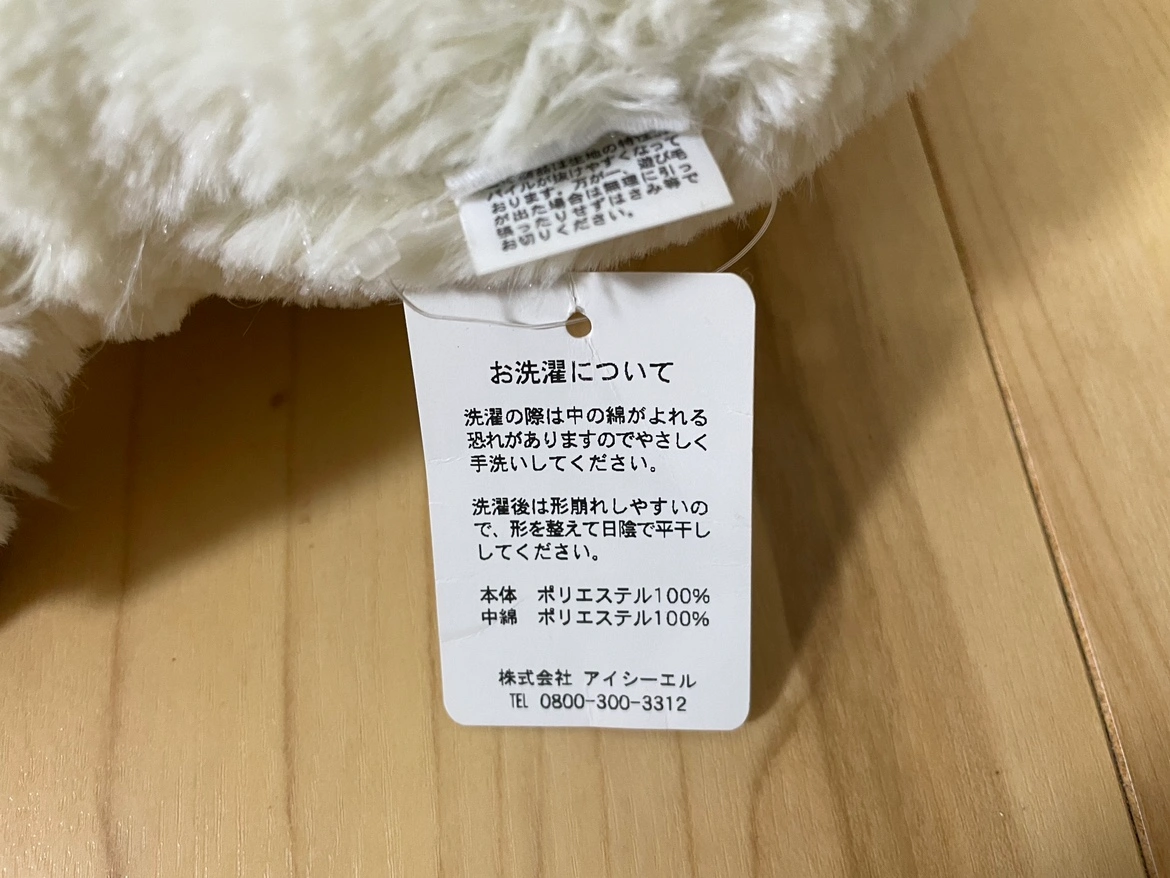 は生地の特性
パイルが抜けやすくなって
おります。万が一、遊び毛
が出た場合は無理に引っ
張ったりせずはさみ等で
お切りください。
お洗濯について
洗濯の際は中の綿がよれる
恐れがありますのでやさしく
手洗いしてください。
洗濯後は形崩れしやすいの
で、形を整えて日陰で平干し
してください。
本体 ポリエステル100%
中綿 ポリエステル100%
株式会社 アイシーエル
TEL 0800-300-3312